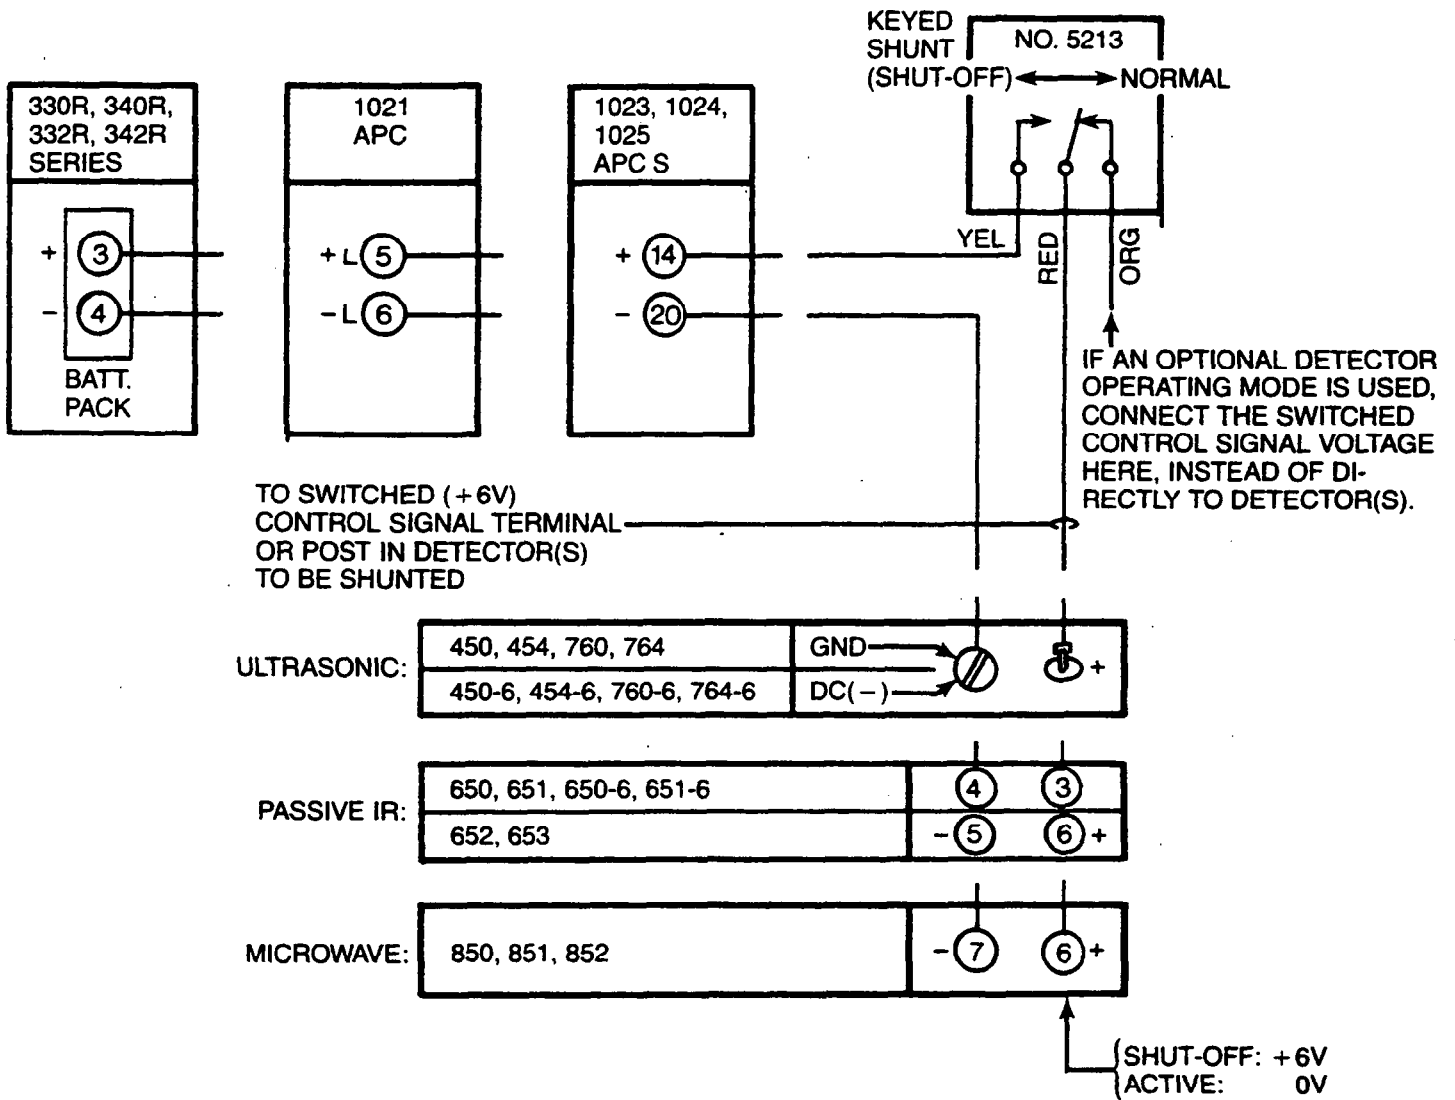 KEYED
SHUNT
(SHUT-OFF)
NO. 5213
NORMAL
330R, 340R,
332R, 342R
SERIES
1021
APC
1023, 1024,
1025
APC S
+ 3
- 4
BATT.
PACK
+ L 5
- L 6
+ 14
- 20
YEL
RED
ORG
IF AN OPTIONAL DETECTOR
OPERATING MODE IS USED,
CONNECT THE SWITCHED
CONTROL SIGNAL VOLTAGE
HERE, INSTEAD OF DI-
RECTLY TO DETECTOR(S).
TO SWITCHED (+6V)
CONTROL SIGNAL TERMINAL
OR POST IN DETECTOR(S)
TO BE SHUNTED
ULTRASONIC:
450, 454, 760, 764
GND
450-6, 454-6, 760-6, 764-6
DC(-)
+
PASSIVE IR:
650, 651, 650-6, 651-6
4 3
652, 653
- 5 6 +
MICROWAVE:
850, 851, 852
- 7 6 +
SHUT-OFF: +6V
ACTIVE: 0V